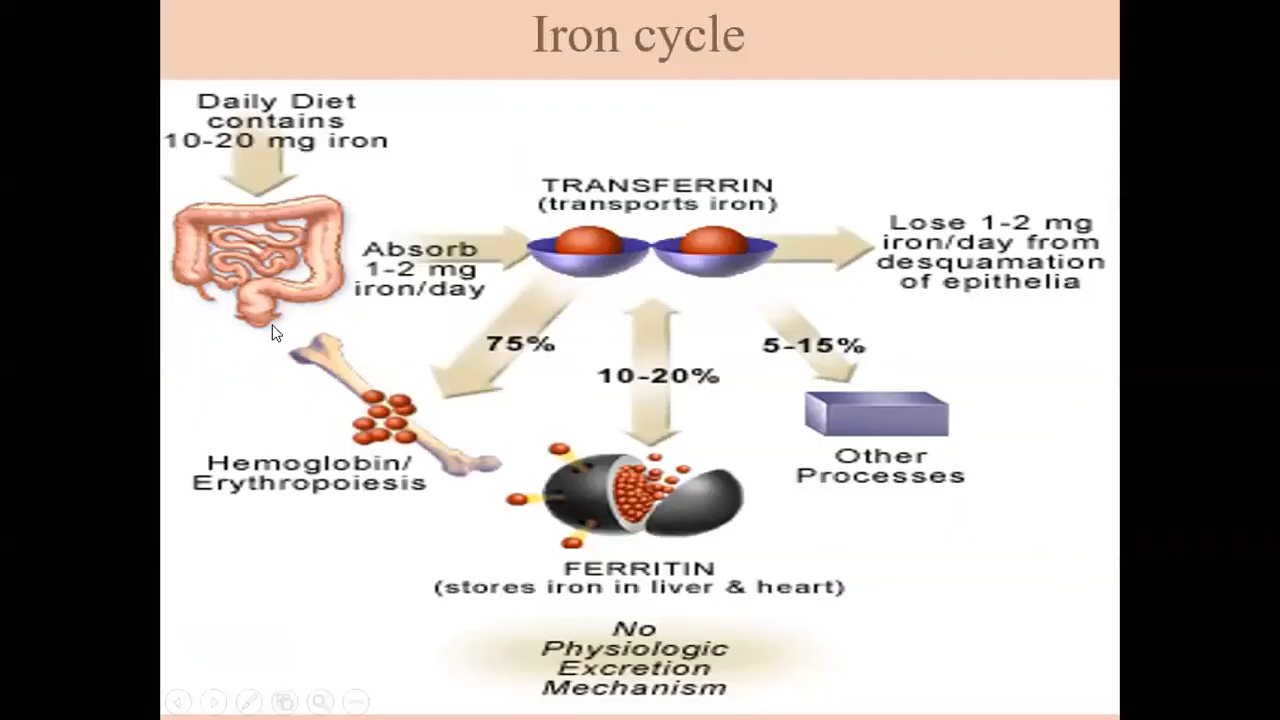 Iron cycle
Daily Diet
contains
10-20 mg iron
TRANSFERRIN
(transports iron)
Absorb
1-2 mg
iron/day
Lose 1-2 mg
iron/day from
desquamation
of epithelia
75%
10-20%
5-15%
Hemoglobin/
Erythropoiesis
Other
Processes
FERRITIN
(stores iron in liver & heart)
No
Physiologic
Excretion
Mechanism